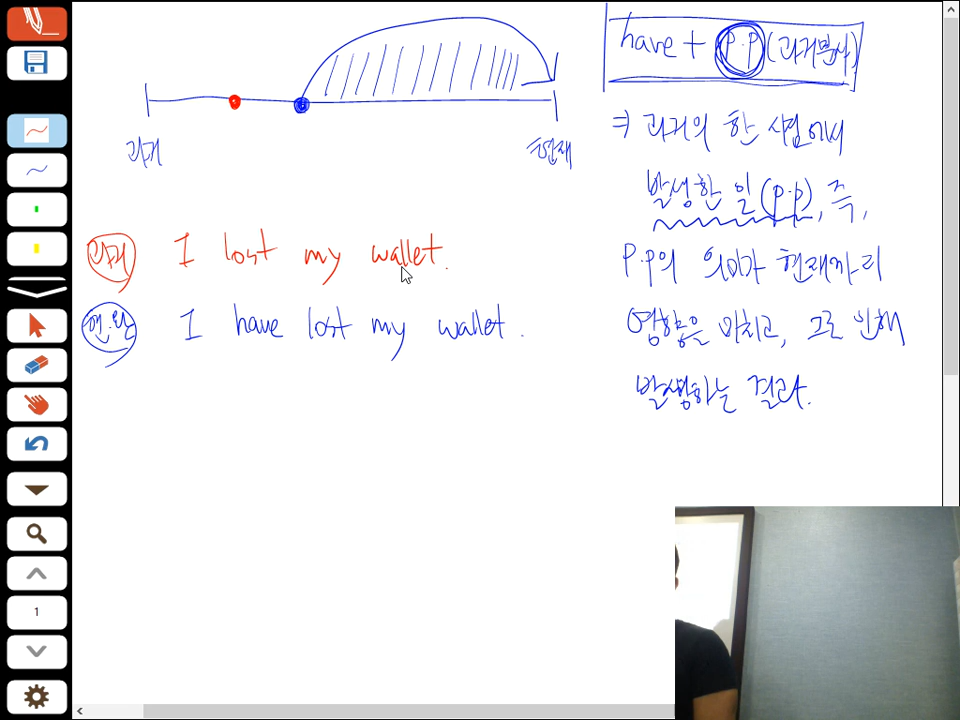 have + P.P (과거분사)
과거
현재
⇒ 과거의 한 시점에서
발생한 일(P.P), 즉,
P.P의 의미가 현재까지
영향을 미치고, 그로 인해
발생하는 결과.
과거 I lost my wallet.
현.완 I have lost my wallet.
1